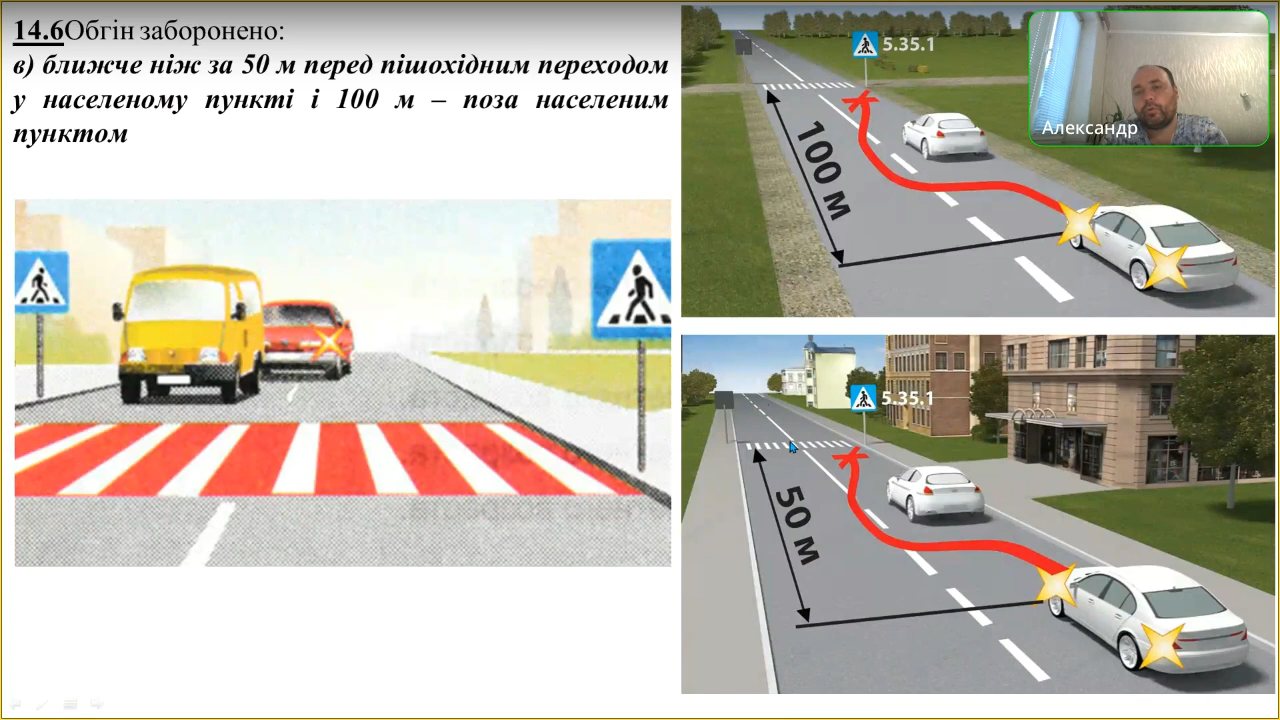 14.6Обгін заборонено:
в) ближче ніж за 50 м перед пішохідним переходом
у населеному пункті і 100 м – поза населеним
пунктом
5.35.1
100 м
Александр
5.35.1
50 м